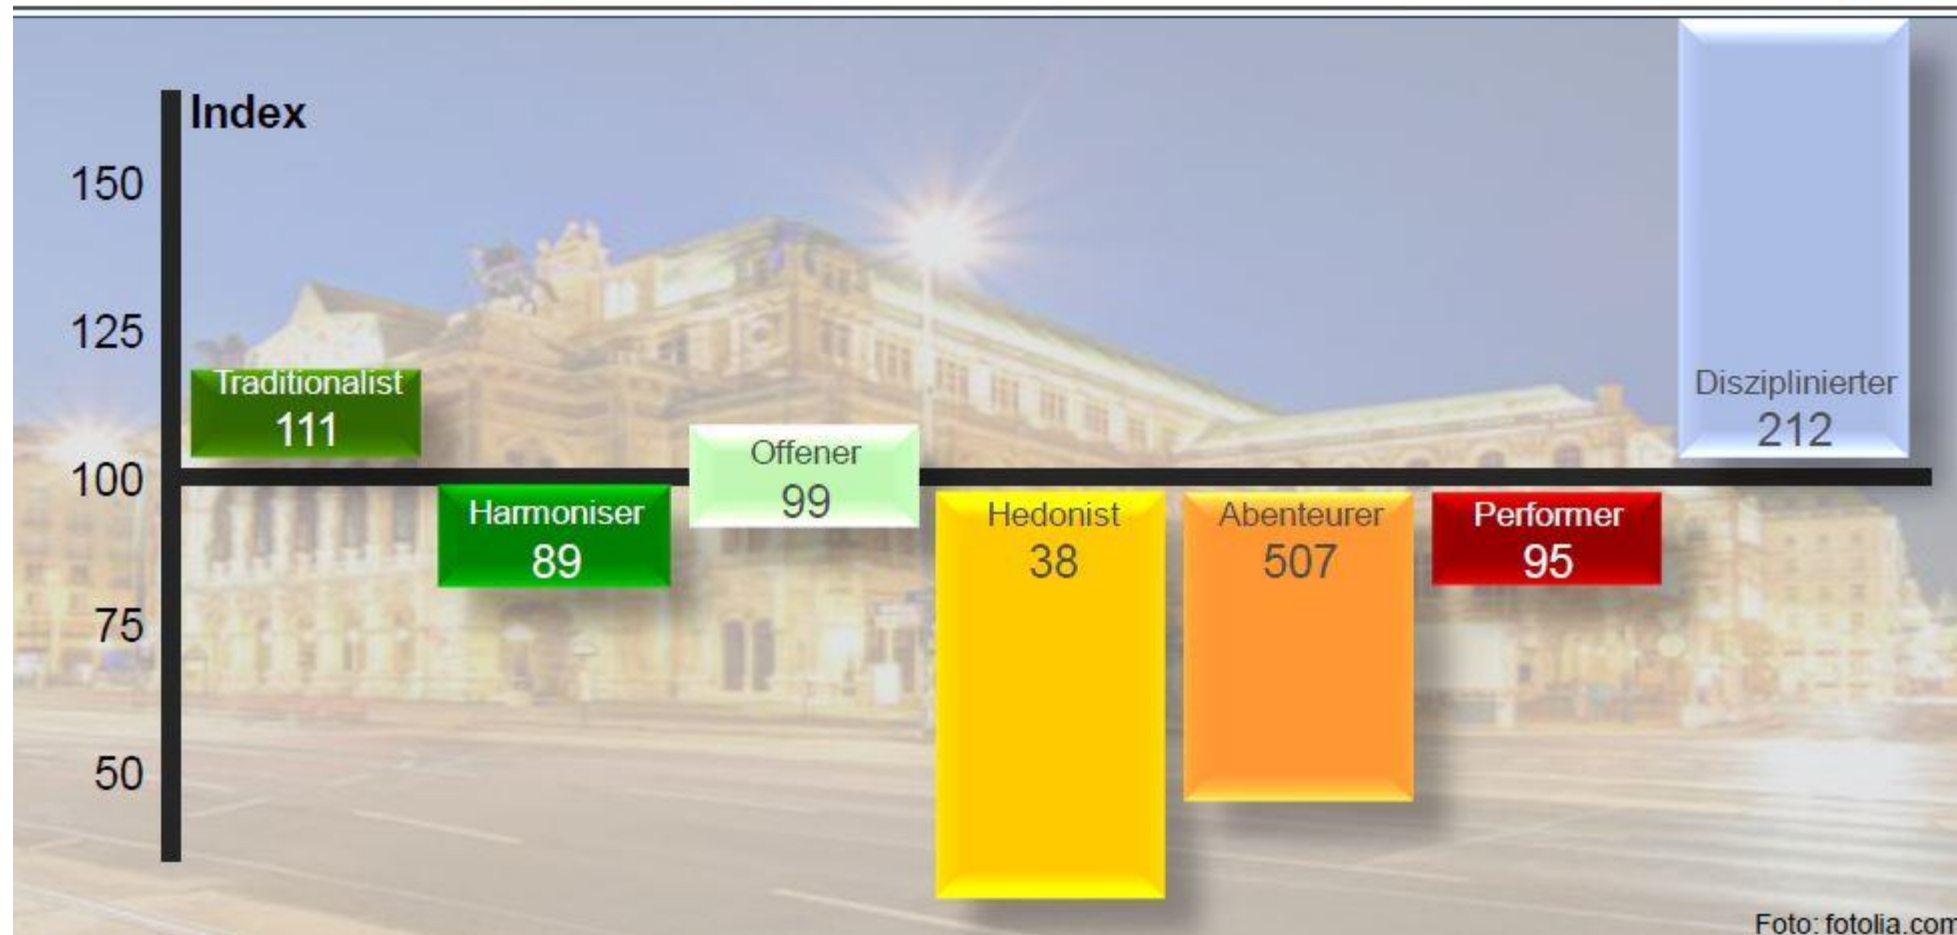 Index
150
125
100
75
50
Traditionalist
111
Harmoniser
89
Offener
99
Hedonist
38
Abenteurer
507
Performer
95
Disziplinierter
212
Foto: fotolia.com